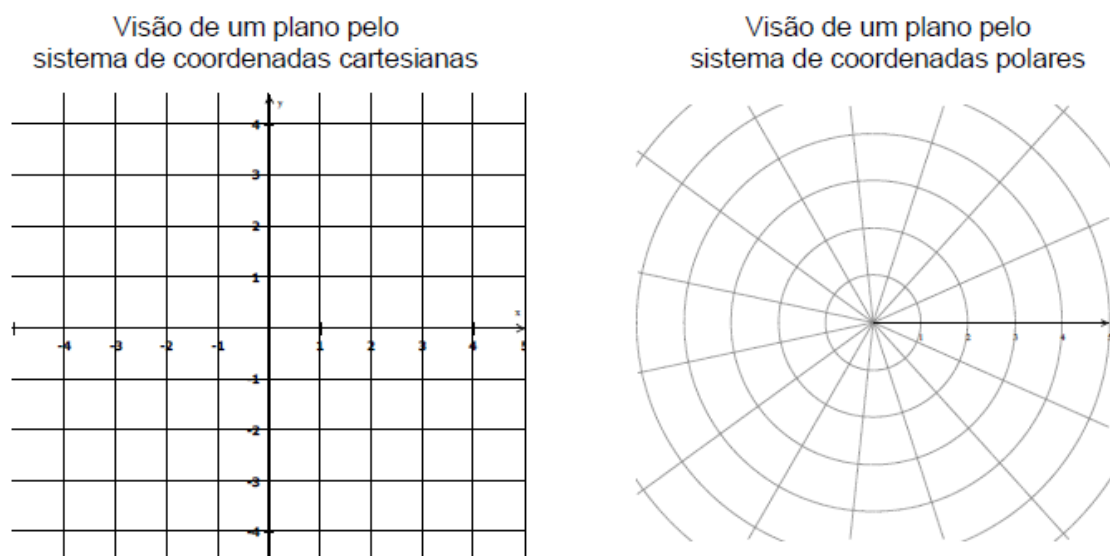 Visão de um plano pelo
sistema de coordenadas cartesianas
y
4
3
2
1
x
-4 -3 -2 -1 1 2 3 4 5
-1
-2
-3
-4
Visão de um plano pelo
sistema de coordenadas polares
1 2 3 4 5